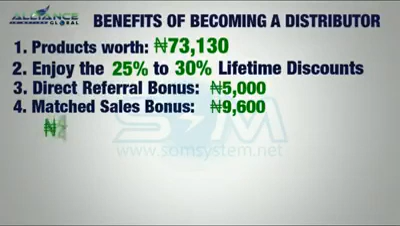 ALLIANCE
GLOBAL
BENEFITS OF BECOMING A DISTRIBUTOR
1. Products worth: ₦73,130
2. Enjoy the 25% to 30% Lifetime Discounts
3. Direct Referral Bonus: ₦5,000
4. Matched Sales Bonus: ₦9,600
₦
www.somsystem.net